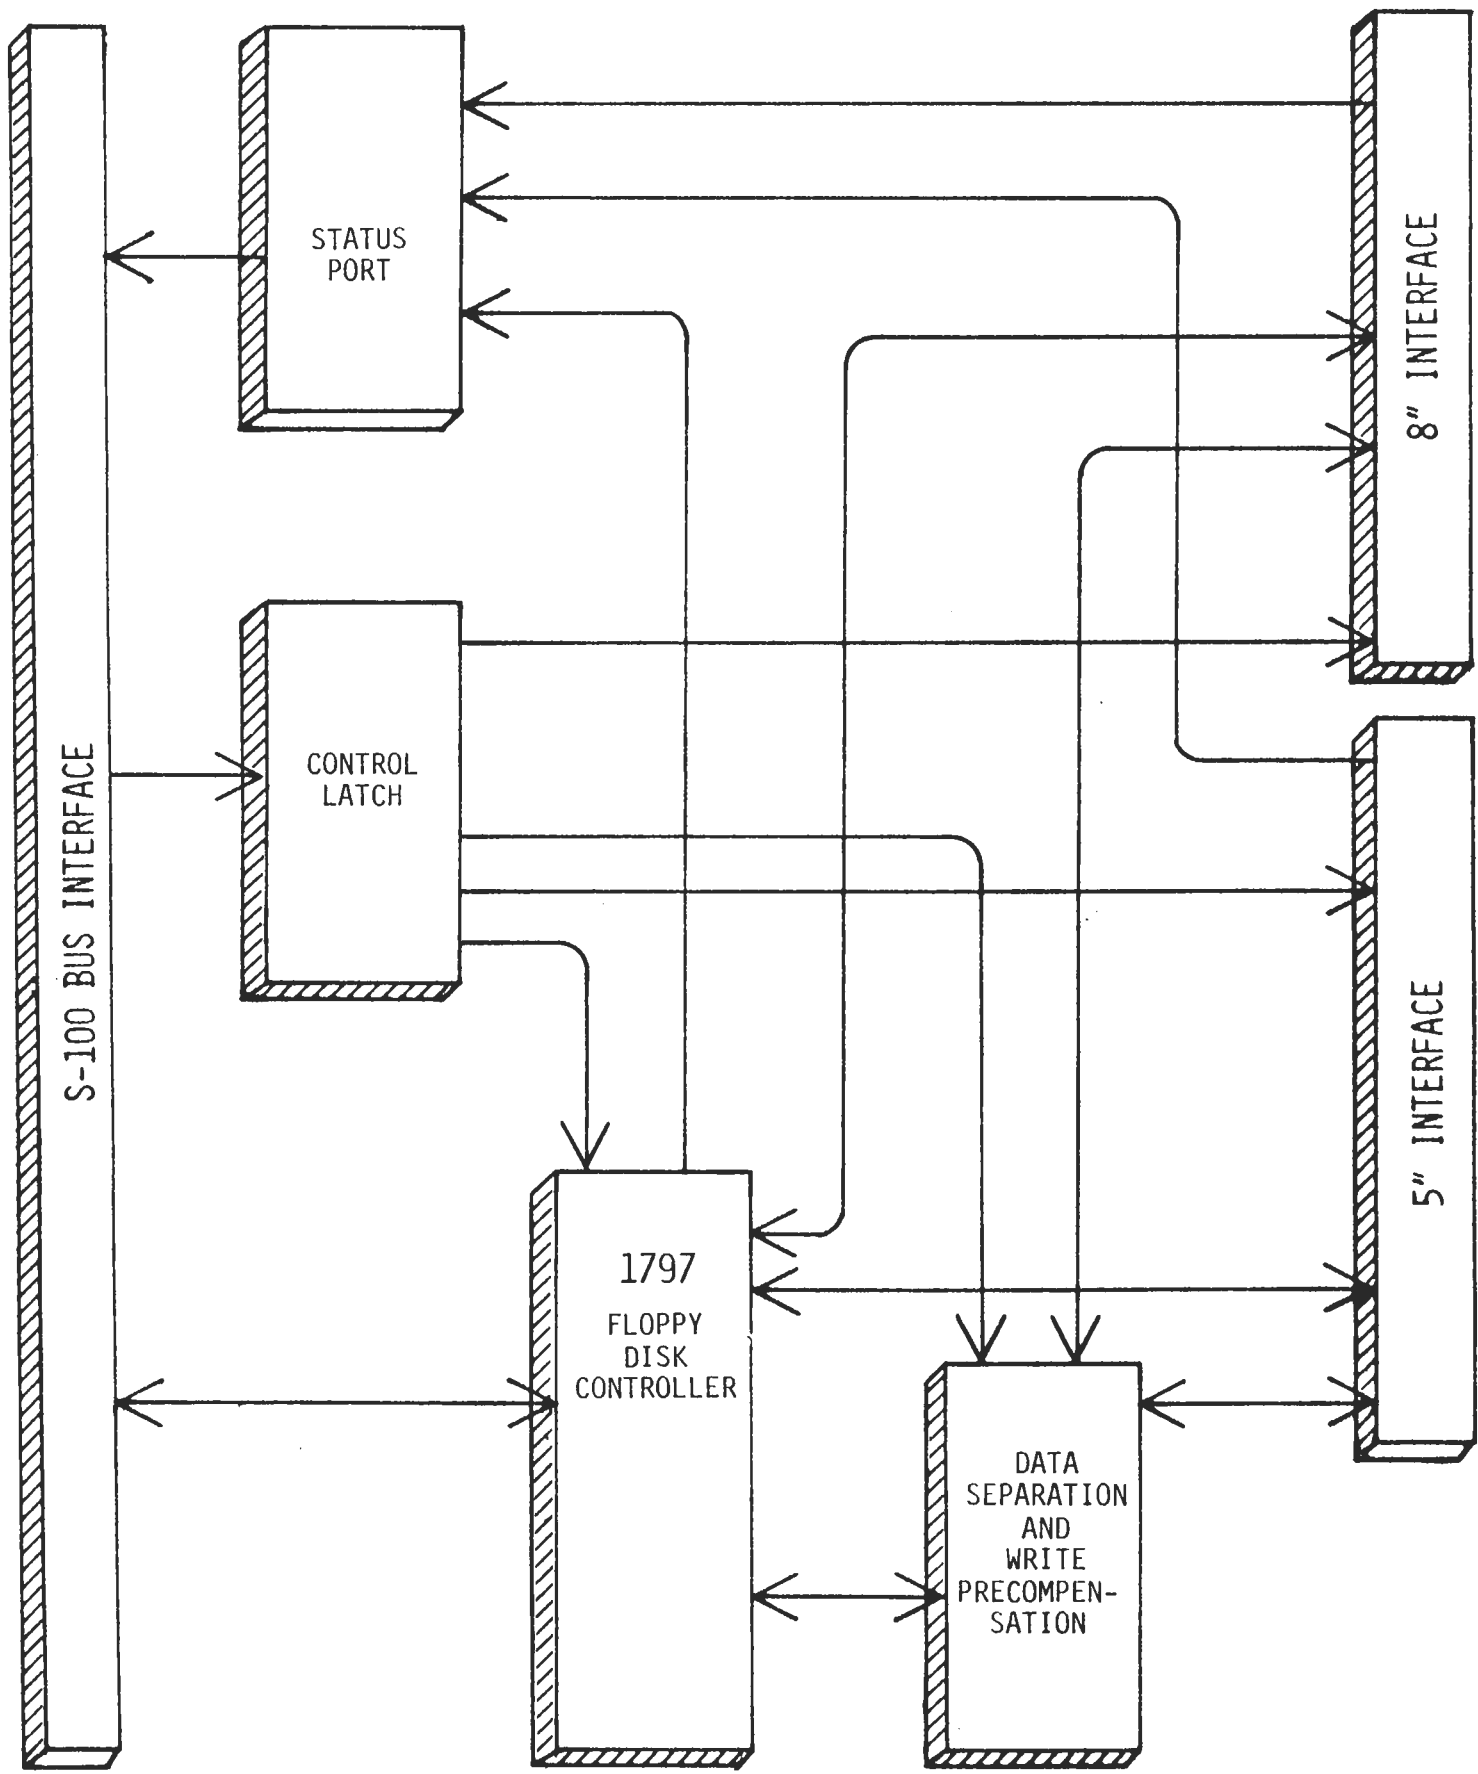 STATUS
PORT
8" INTERFACE
S-100 BUS INTERFACE
CONTROL
LATCH
5" INTERFACE
1797
FLOPPY
DISK
CONTROLLER
DATA
SEPARATION
AND
WRITE
PRECOMPEN-
SATION